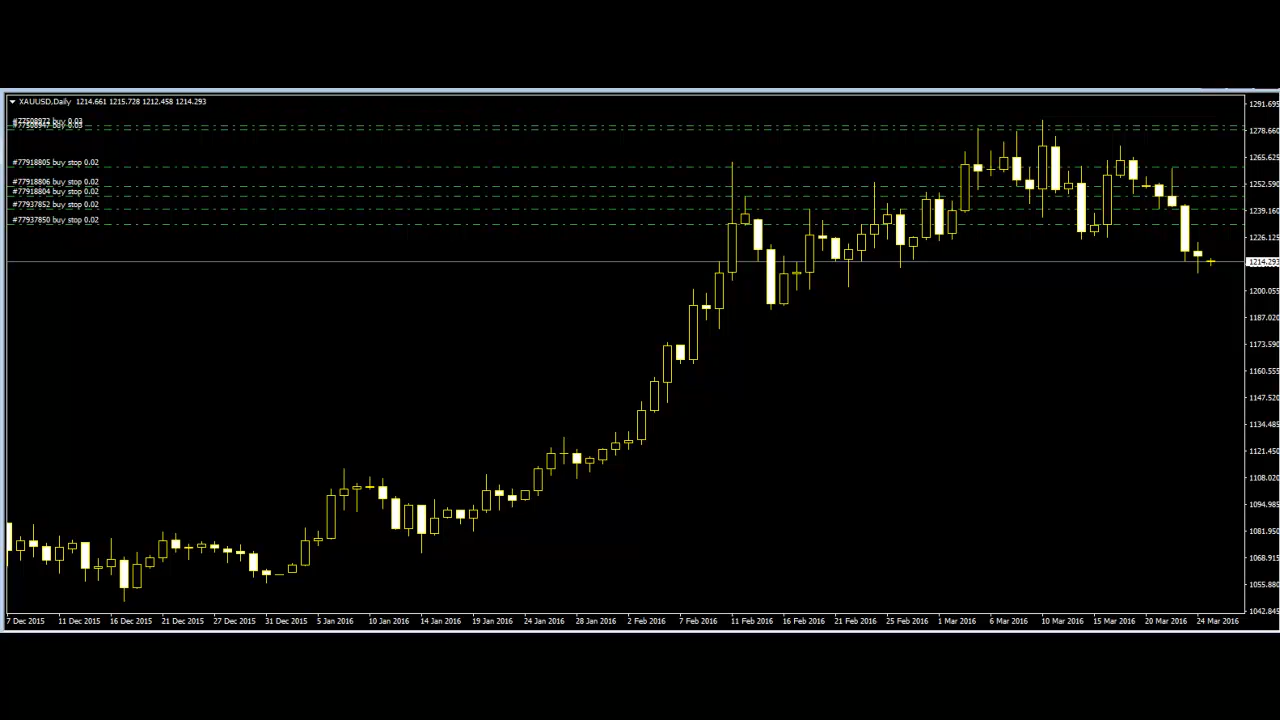 XAUUSD,Daily 1214.661 1215.728 1212.458 1214.293
#77918805 buy stop 0.02
#77918806 buy stop 0.02
#77918804 buy stop 0.02
#77937852 buy stop 0.02
#77937850 buy stop 0.02
1291.695
1278.660
1265.625
1252.590
1239.160
1226.125
1214.293
1200.055
1187.020
1173.590
1160.555
1147.520
1134.485
1121.450
1108.020
1094.985
1081.950
1068.915
1055.880
1042.845
7 Dec 2015 11 Dec 2015 16 Dec 2015 21 Dec 2015 27 Dec 2015 31 Dec 2015 5 Jan 2016 10 Jan 2016 14 Jan 2016 19 Jan 2016 24 Jan 2016 28 Jan 2016 2 Feb 2016 7 Feb 2016 11 Feb 2016 16 Feb 2016 21 Feb 2016 25 Feb 2016 1 Mar 2016 6 Mar 2016 10 Mar 2016 15 Mar 2016 20 Mar 2016 24 Mar 2016